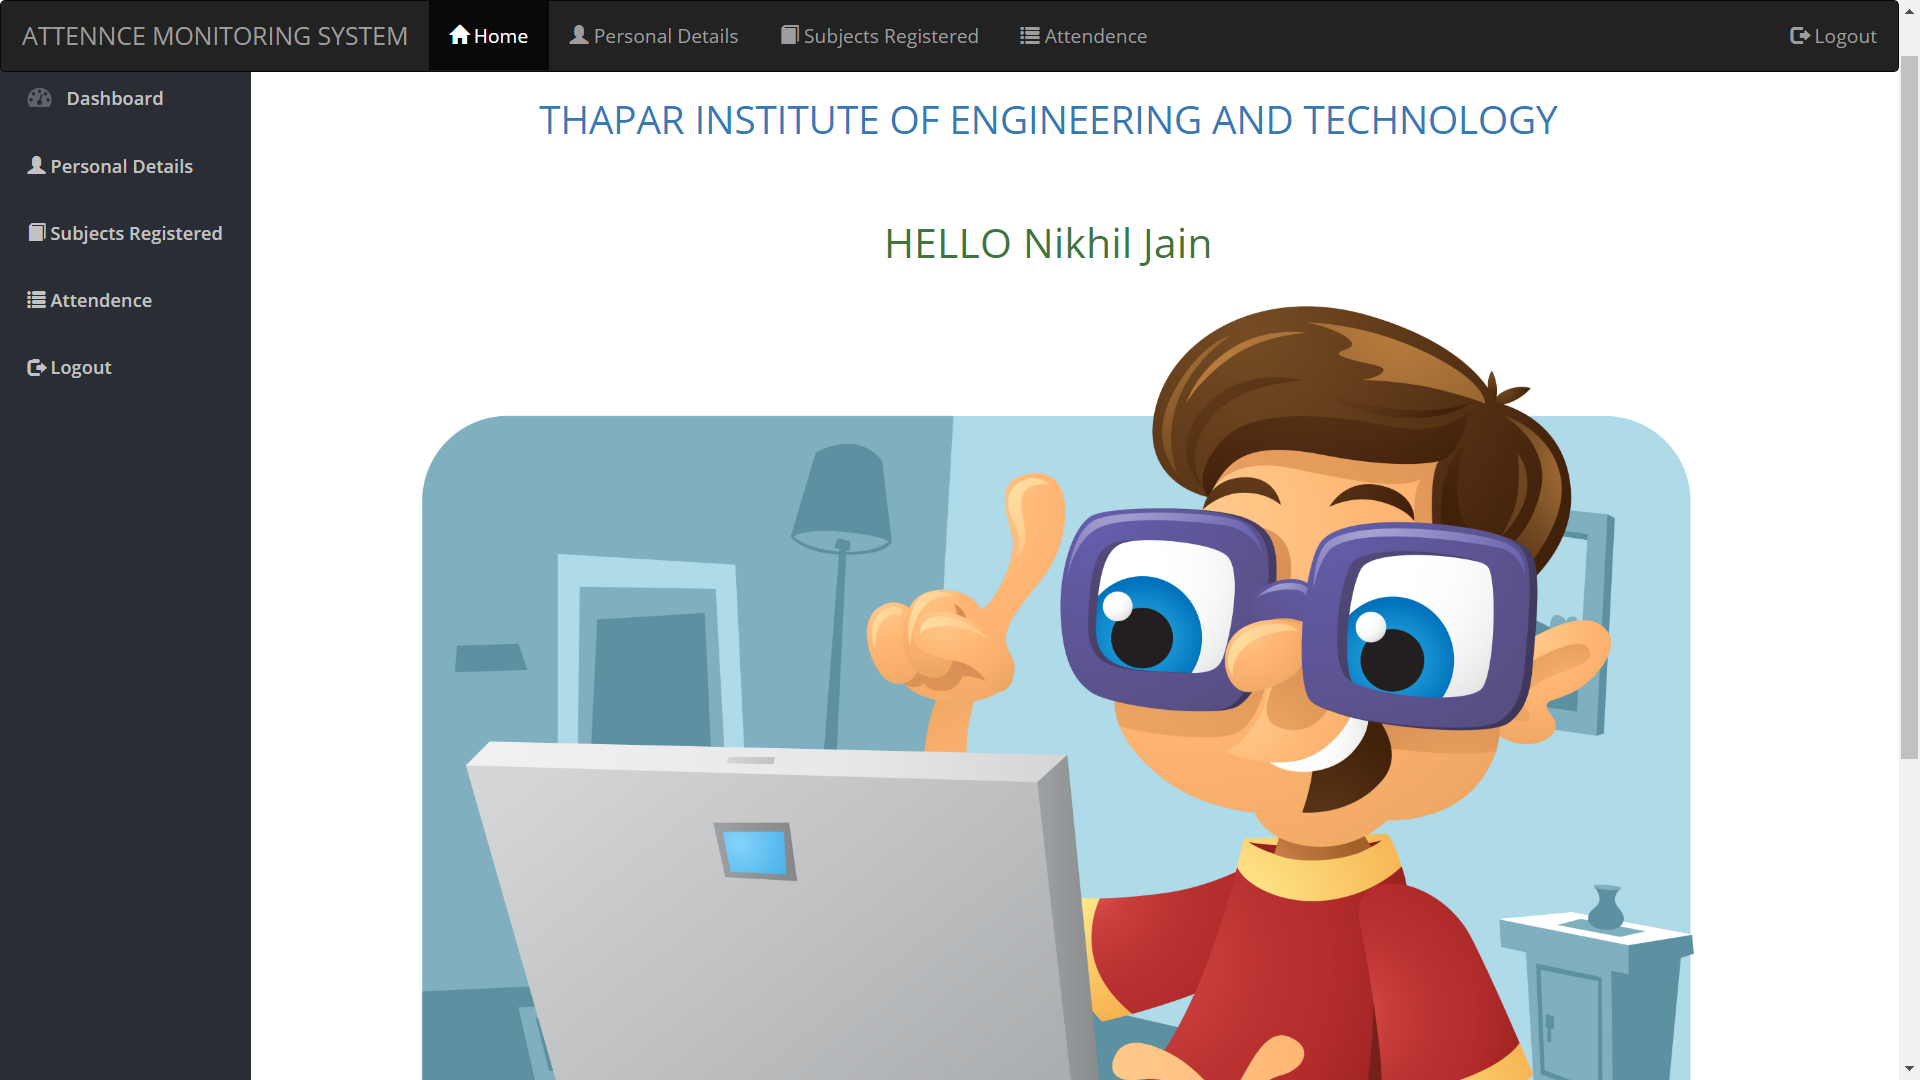 ATTENNCE MONITORING SYSTEM Home Personal Details Subjects Registered Attendence Logout
Dashboard
Personal Details
Subjects Registered
Attendence
Logout
THAPAR INSTITUTE OF ENGINEERING AND TECHNOLOGY
HELLO Nikhil Jain